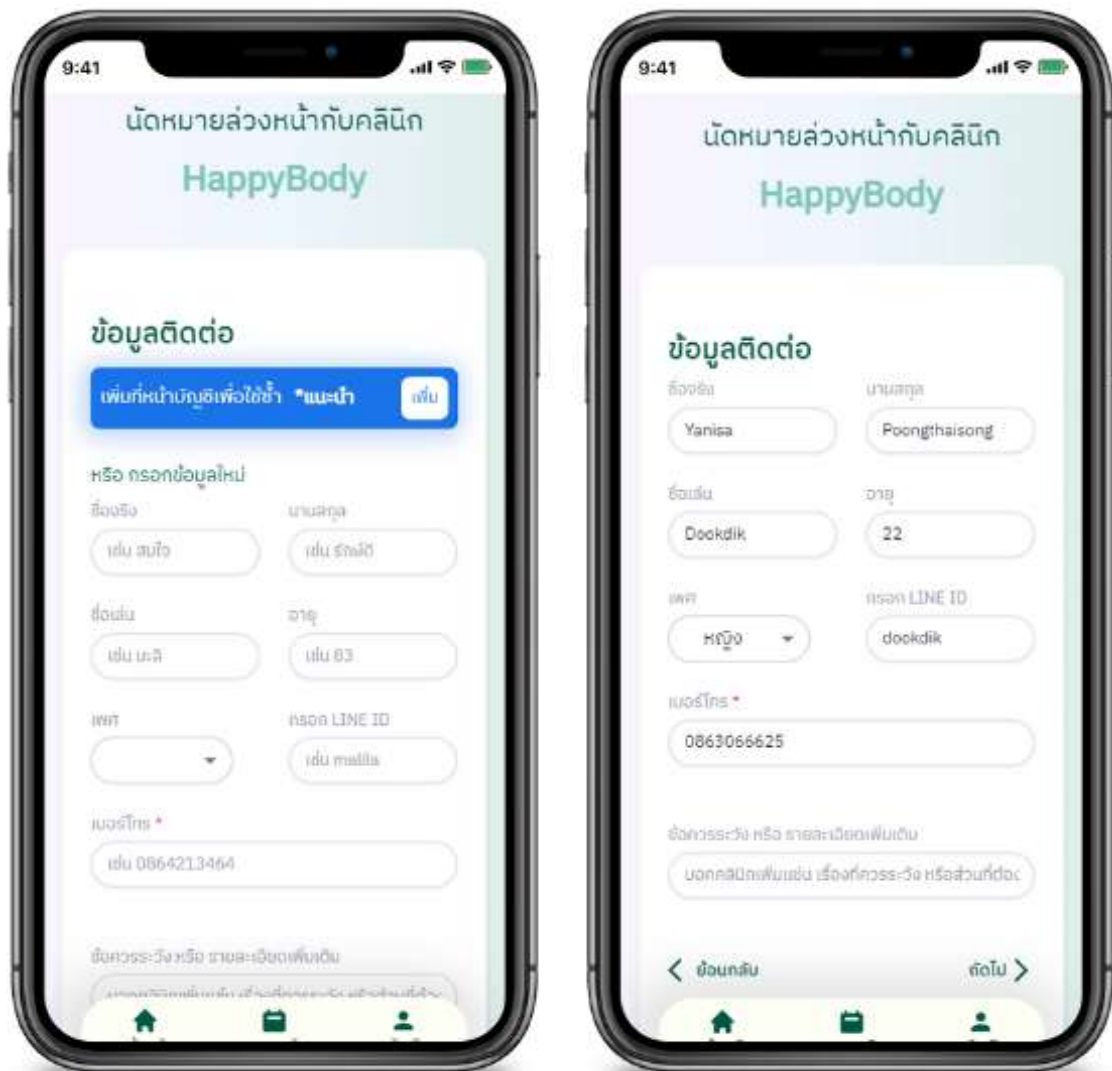 9:41
นัดหมายล่วงหน้ากับคลินิก
HappyBody
ข้อมูลติดต่อ
เพิ่มที่หน้าบัญชีเพื่อใช้ซ้ำ *แนะนำ เพิ่ม
หรือ กรอกข้อมูลใหม่
ชื่อจริง นามสกุล
เช่น สมใจ เช่น รักษ์ดี
ชื่อเล่น อายุ
เช่น มะลิ เช่น 63
เพศ กรอก LINE ID
เช่น malila
เบอร์โทร *
เช่น 0864213464
ข้อควรระวัง หรือ รายละเอียดเพิ่มเติม
9:41
นัดหมายล่วงหน้ากับคลินิก
HappyBody
ข้อมูลติดต่อ
ชื่อจริง นามสกุล
Yanisa Poongthaisong
ชื่อเล่น อายุ
Dookdik 22
เพศ กรอก LINE ID
หญิง dookdik
เบอร์โทร *
0863066625
ข้อควรระวัง หรือ รายละเอียดเพิ่มเติม
บอกคลินิกเพิ่มเช่น เรื่องที่ควรระวัง หรือส่วนที่ต้อง
ย้อนกลับ ถัดไป